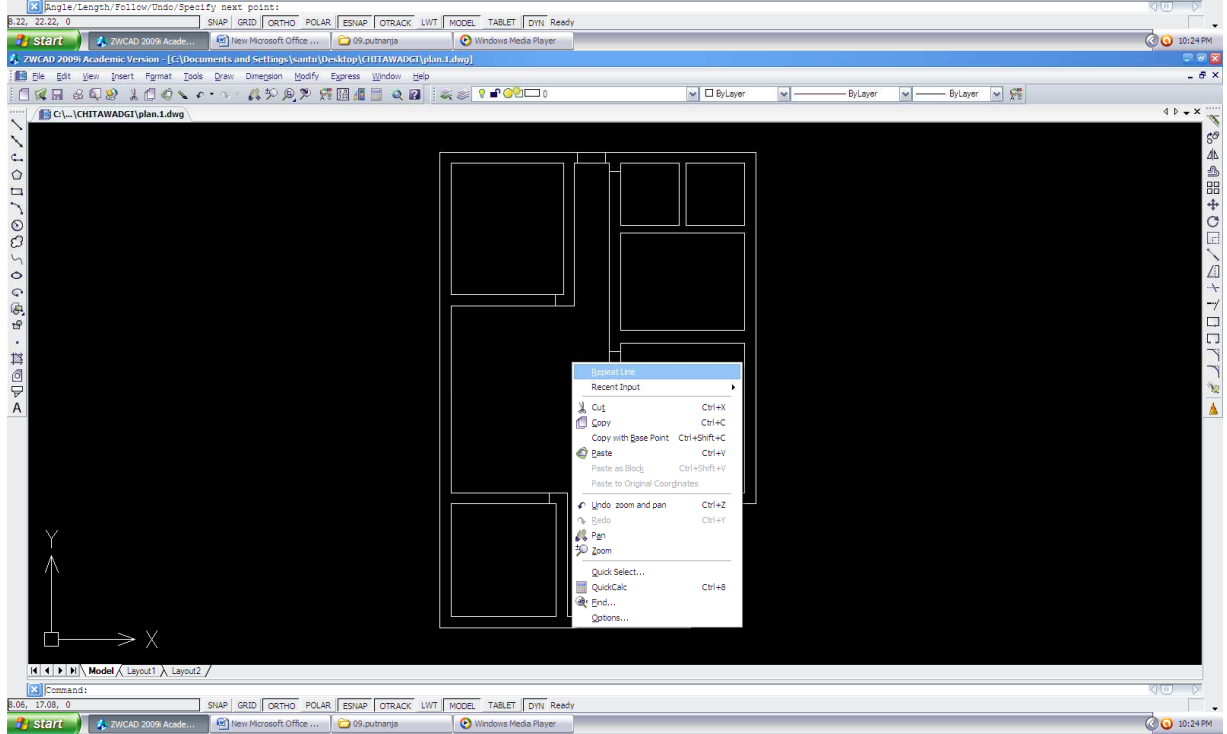 Angle/Length/Follow/Undo/Specify next point:
8.22, 22.22, 0 SNAP GRID ORTHO POLAR ESNAP OTRACK LWT MODEL TABLET DYN Ready
start ZWCAD 2009i Acade... New Microsoft Office ... 09.putnanja Windows Media Player 10:24 PM
ZWCAD 2009i Academic Version - [C:\Documents and Settings\santu\Desktop\CHITAWADGI\plan.1.dwg]
File Edit View Insert Format Tools Draw Dimension Modify Express Window Help
0 ByLayer ByLayer ByLayer
C:\...\CHITAWADGI\plan.1.dwg
Repeat Line
Recent Input
Cut Ctrl+X
Copy Ctrl+C
Copy with Base Point Ctrl+Shift+C
Paste Ctrl+V
Paste as Block Ctrl+Shift+V
Paste to Original Coordinates
Undo zoom and pan Ctrl+Z
Redo Ctrl+Y
Pan
Zoom
Quick Select...
QuickCalc Ctrl+8
Find...
Options...
Y
X
A
Model Layout1 Layout2
Command:
8.06, 17.08, 0 SNAP GRID ORTHO POLAR ESNAP OTRACK LWT MODEL TABLET DYN Ready
start ZWCAD 2009i Acade... New Microsoft Office ... 09.putnanja Windows Media Player 10:24 PM